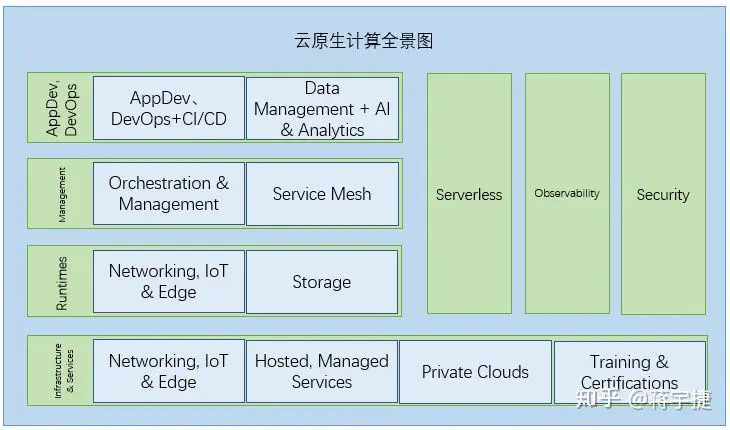 云原生计算全景图
AppDev,
DevOps
AppDev、
DevOps+CI/CD
Data
Management + AI
& Analytics
Management
Orchestration &
Management
Service Mesh
Runtimes
Networking, IoT
& Edge
Storage
Serverless
Observability
Security
Infrastructure
& Services
Networking, IoT
& Edge
Hosted, Managed
Services
Private Clouds
Training &
Certifications
知乎 @蒋宇捷